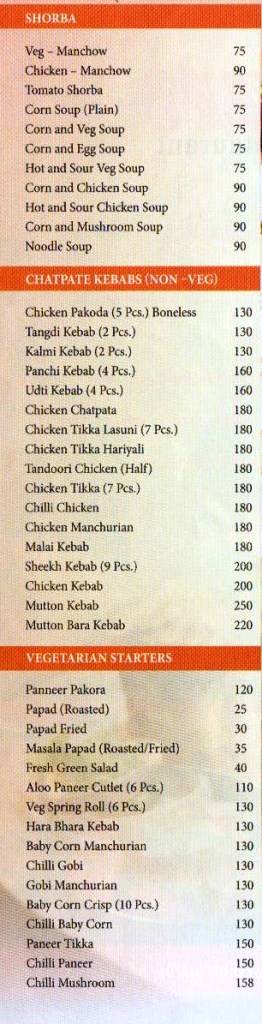 SHORBA
Veg – Manchow 75
Chicken – Manchow 90
Tomato Shorba 75
Corn Soup (Plain) 75
Corn and Veg Soup 75
Corn and Egg Soup 75
Hot and Sour Veg Soup 75
Corn and Chicken Soup 90
Hot and Sour Chicken Soup 90
Corn and Mushroom Soup 90
Noodle Soup 90
CHATPATE KEBABS (NON –VEG)
Chicken Pakoda (5 Pcs.) Boneless 130
Tangdi Kebab (2 Pcs.) 130
Kalmi Kebab (2 Pcs.) 130
Panchi Kebab (4 Pcs.) 160
Udti Kebab (4 Pcs.) 160
Chicken Chatpata 180
Chicken Tikka Lasuni (7 Pcs.) 180
Chicken Tikka Hariyali 180
Tandoori Chicken (Half) 180
Chicken Tikka (7 Pcs.) 180
Chilli Chicken 180
Chicken Manchurian 180
Malai Kebab 180
Sheekh Kebab (9 Pcs.) 200
Chicken Kebab 200
Mutton Kebab 250
Mutton Bara Kebab 220
VEGETARIAN STARTERS
Panneer Pakora 120
Papad (Roasted) 25
Papad Fried 30
Masala Papad (Roasted/Fried) 35
Fresh Green Salad 40
Aloo Paneer Cutlet (6 Pcs.) 110
Veg Spring Roll (6 Pcs.) 130
Hara Bhara Kebab 130
Baby Corn Manchurian 130
Chilli Gobi 130
Gobi Manchurian 130
Baby Corn Crisp (10 Pcs.) 130
Chilli Baby Corn 130
Paneer Tikka 150
Chilli Paneer 150
Chilli Mushroom 158